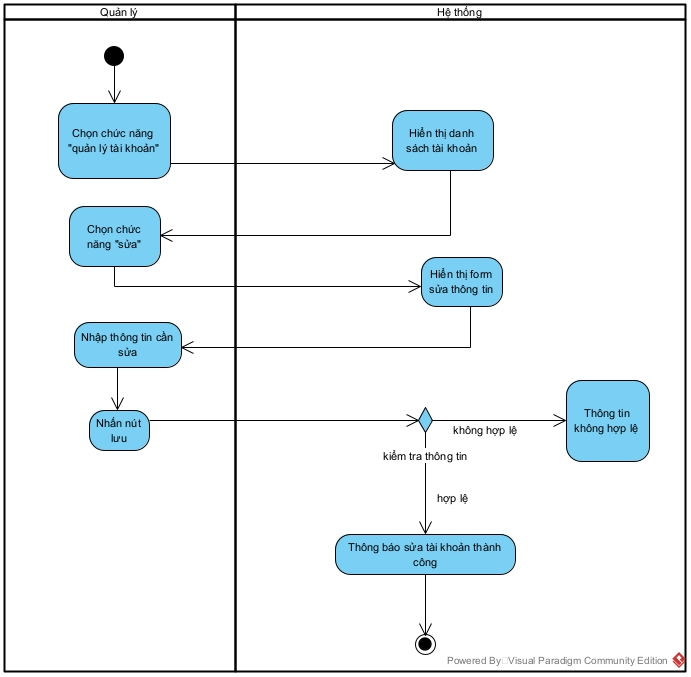 Quản lý
Hệ thống
Chọn chức năng
"quản lý tài khoản"
Hiển thị danh
sách tài khoản
Chọn chức
năng "sửa"
Hiển thị form
sửa thông tin
Nhập thông tin cần
sửa
Nhấn nút
lưu
Thông tin
không hợp lệ
không hợp lệ
kiểm tra thông tin
hợp lệ
Thông báo sửa tài khoản thành
công
Powered By Visual Paradigm Community Edition